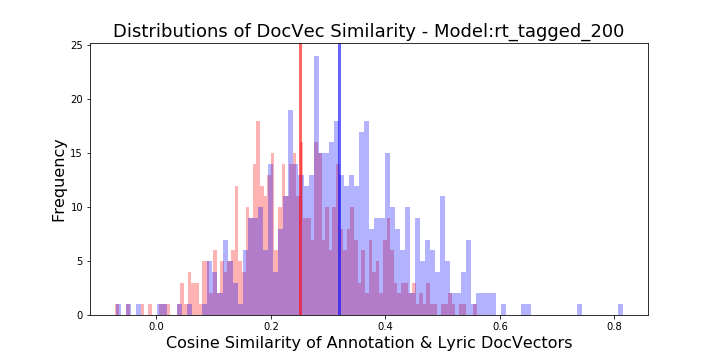 Distributions of DocVec Similarity - Model:rt_tagged_200
25
20
15
10
5
0
Frequency
0.0 0.2 0.4 0.6 0.8
Cosine Similarity of Annotation & Lyric DocVectors